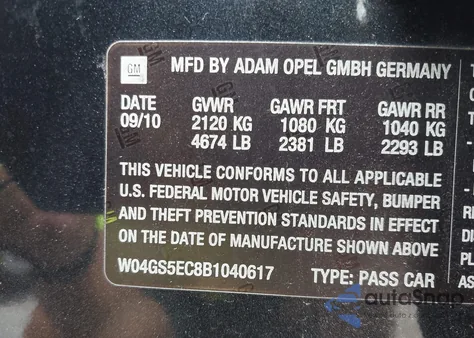 GM
MFD BY ADAM OPEL GMBH GERMANY
DATE GVWR GAWR FRT GAWR RR
09/10 2120 KG 1080 KG 1040 KG
4674 LB 2381 LB 2293 LB
THIS VEHICLE CONFORMS TO ALL APPLICABLE
U.S. FEDERAL MOTOR VEHICLE SAFETY, BUMPER
AND THEFT PREVENTION STANDARDS IN EFFECT
ON THE DATE OF MANUFACTURE SHOWN ABOVE
W04GS5EC8B1040617 TYPE: PASS CAR
autoSnap